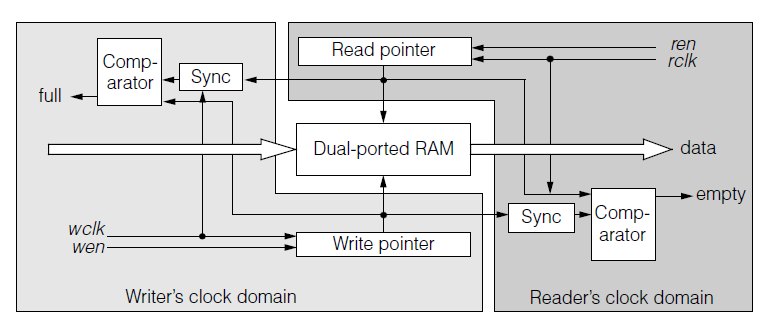 Read pointer
ren
rclk
Comp-
arator
Sync
full
Dual-ported RAM
data
empty
Sync
Comp-
arator
wclk
wen
Write pointer
Writer's clock domain
Reader's clock domain